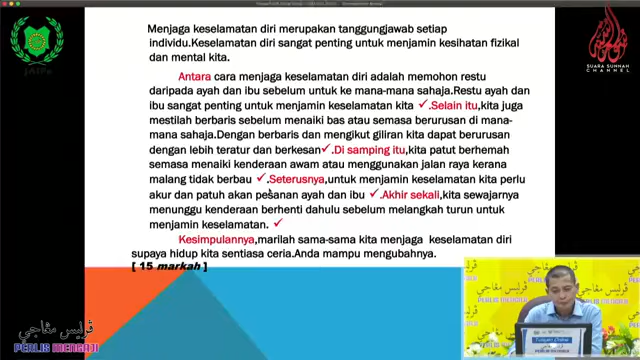 Menjaga keselamatan diri merupakan tanggungjawab setiap
individu.Keselamatan diri sangat penting untuk menjamin kesihatan fizikal
dan mental kita.
Antara cara menjaga keselamatan diri adalah memohon restu
daripada ayah dan ibu sebelum untuk ke mana-mana sahaja.Restu ayah dan
ibu sangat penting untuk menjamin keselamatan kita ✓.Selain itu,kita juga
mestilah berbaris sebelum menaiki bas atau semasa berurusan di mana-
mana sahaja.Dengan berbaris dan mengikut giliran kita dapat berurusan
dengan lebih teratur dan berkesan✓.Di samping itu,kita patut berhemah
semasa menaiki kenderaan awam atau menggunakan jalan raya kerana
malang tidak berbau ✓.Seterusnya,untuk menjamin keselamatan kita perlu
akur dan patuh akan pesanan ayah dan ibu ✓.Akhir sekali,kita sewajarnya
menunggu kenderaan berhenti dahulu sebelum melangkah turun untuk
menjamin keselamatan. ✓
Kesimpulannya,marilah sama-sama kita menjaga keselamatan diri
supaya hidup kita sentiasa ceria.Anda mampu mengubahnya.
[ 15 markah ]
SUARA SUNNAH
CHANNEL
JAIPs
ڤرليس مڠاجي
PERLIS MENGAJI
PERLIS MENGAJI